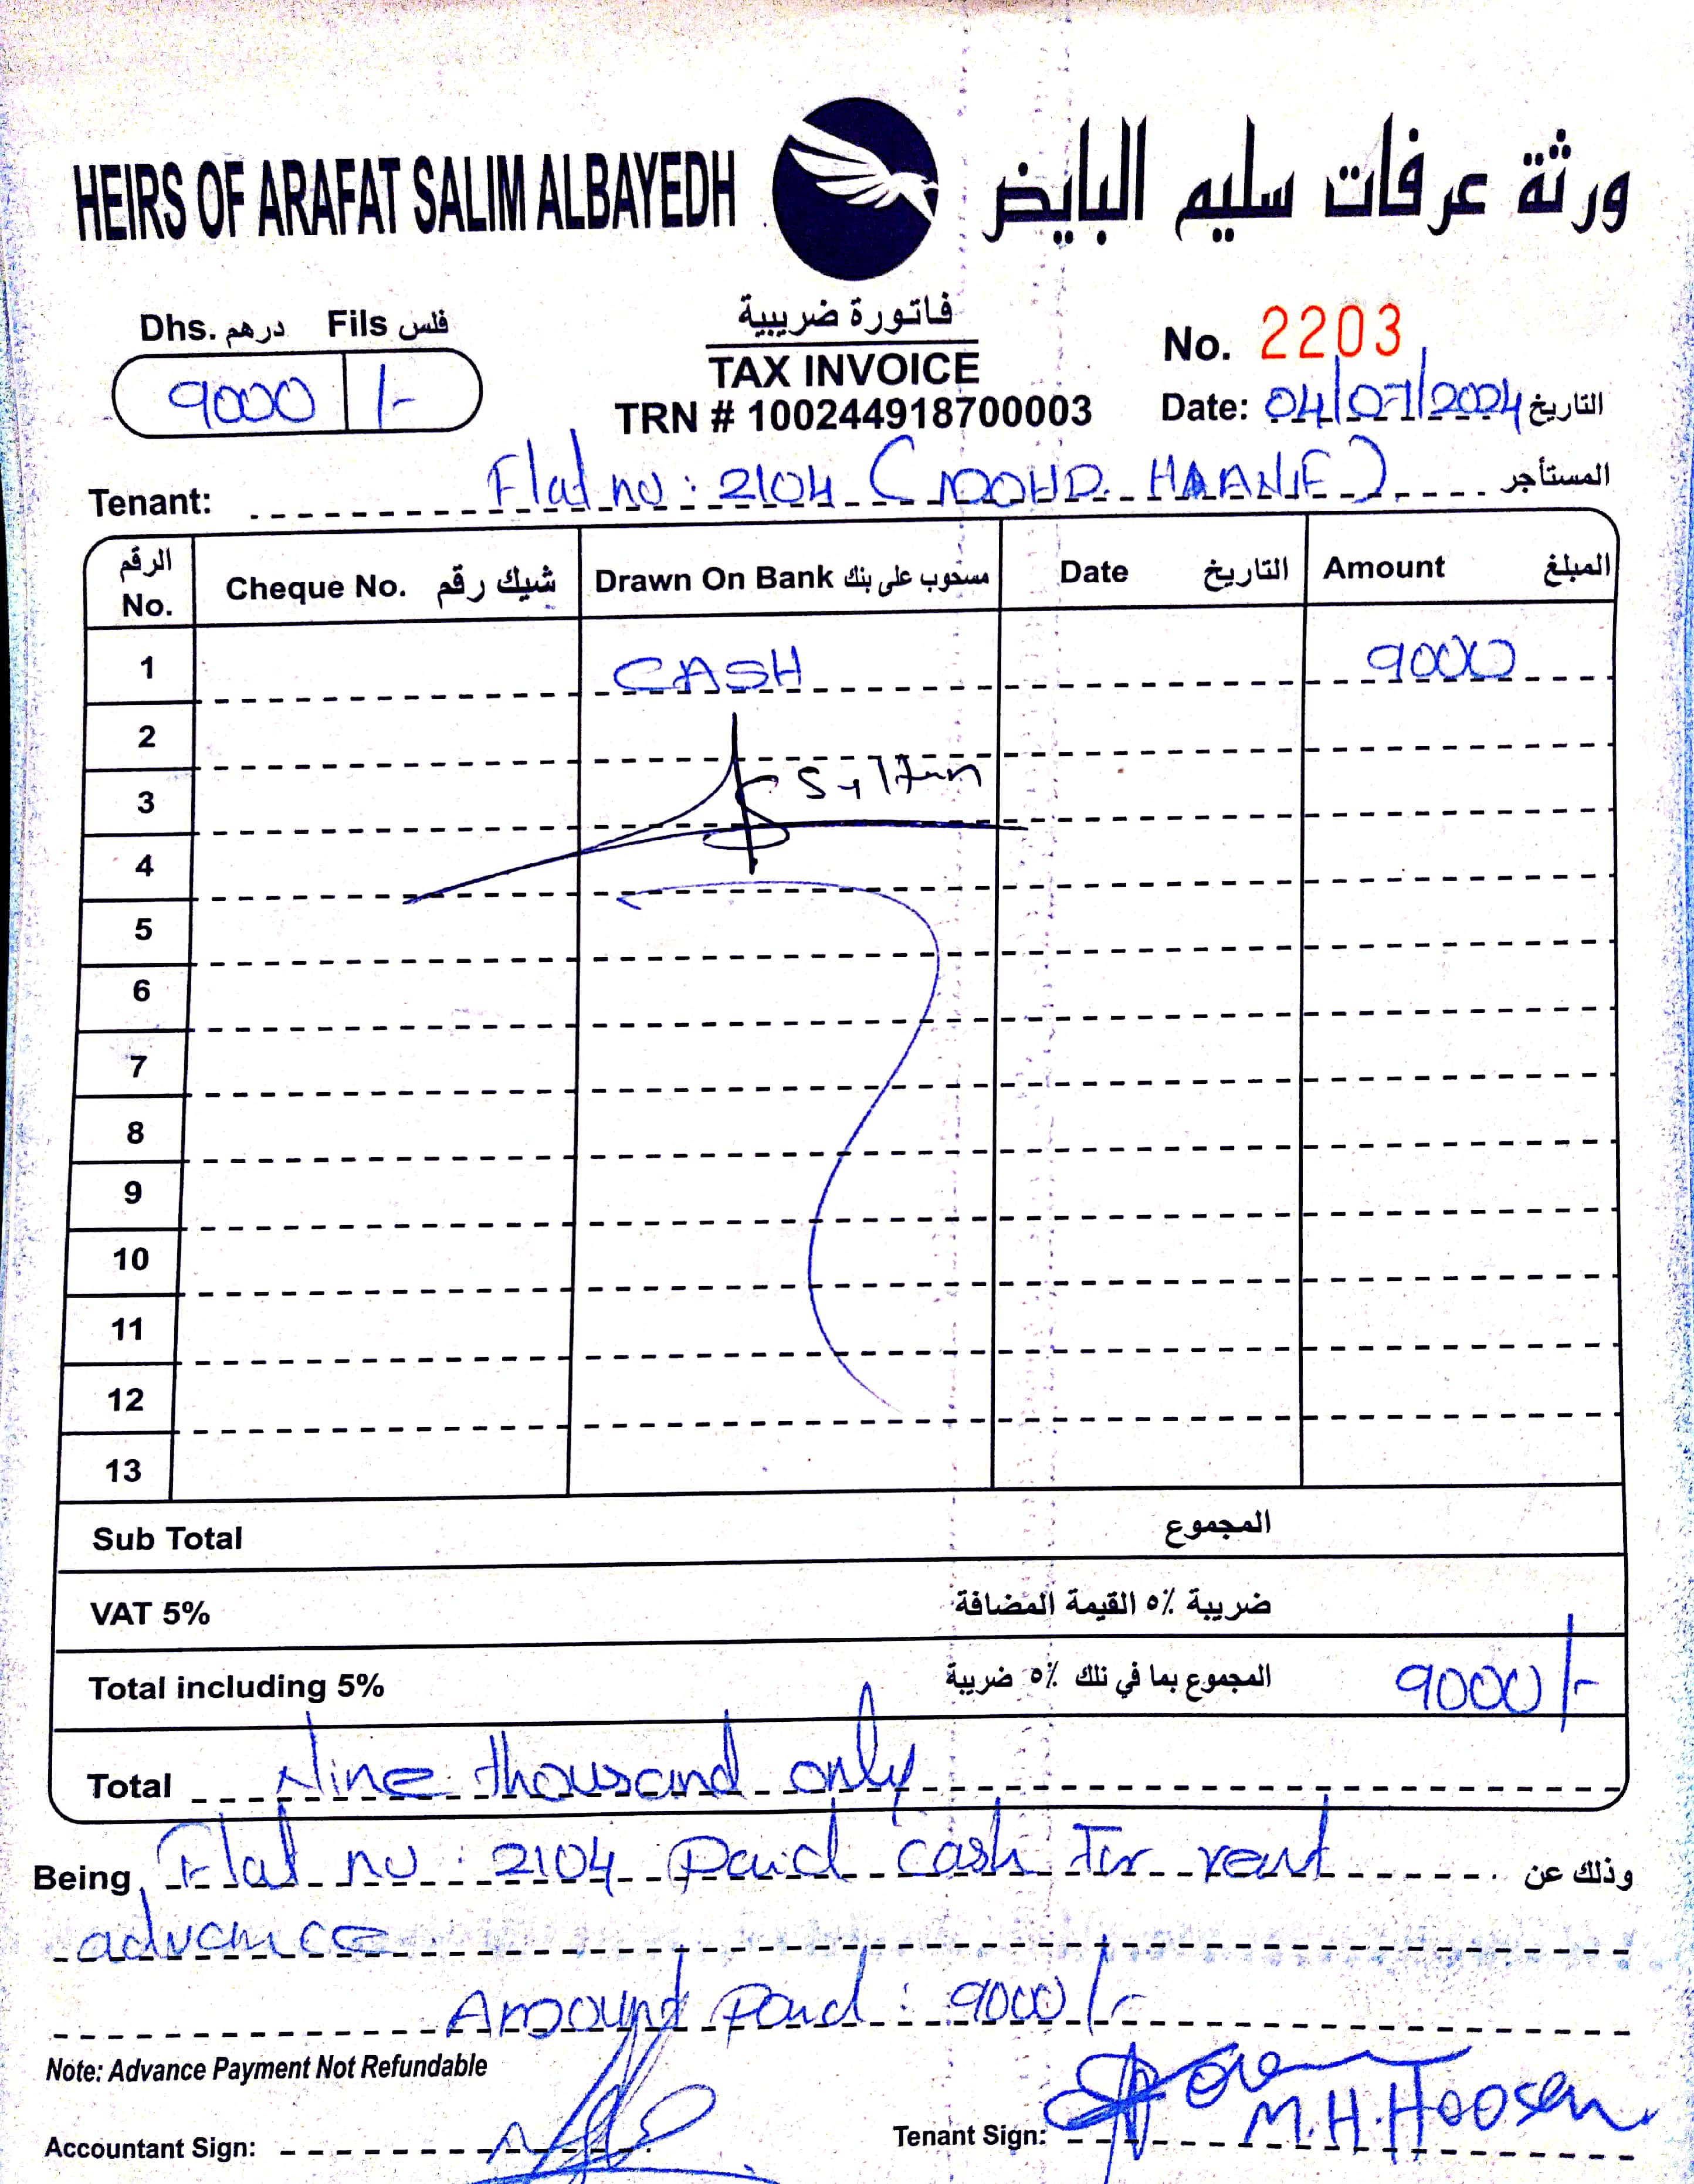 HEIRS OF ARAFAT SALIM ALBAYEDH ورثة عرفات سليم البايض
Dhs. درهم Fils فلس
9000 /-
فاتورة ضريبية
TAX INVOICE
TRN # 100244918700003
No. 2203
Date: 04/07/2024 التاريخ
Tenant: Flat no : 2104 (MOHD. HAANIF) المستأجر
الرقم No. Cheque No. شيك رقم Drawn On Bank مسحوب على بنك Date التاريخ Amount المبلغ
1 CASH 9000
2
3 Sultan
4
5
6
7
8
9
10
11
12
13
Sub Total المجموع
VAT 5% ضريبة ٥٪ القيمة المضافة
Total including 5% المجموع بما في ذلك ٥٪ ضريبة 9000/-
Total Nine thousand only
Being Flat no : 2104 Paid cash for rent وذلك عن
advance
Amount Paid : 9000/-
Note: Advance Payment Not Refundable
Accountant Sign:
Tenant Sign: M.H.Hoosen